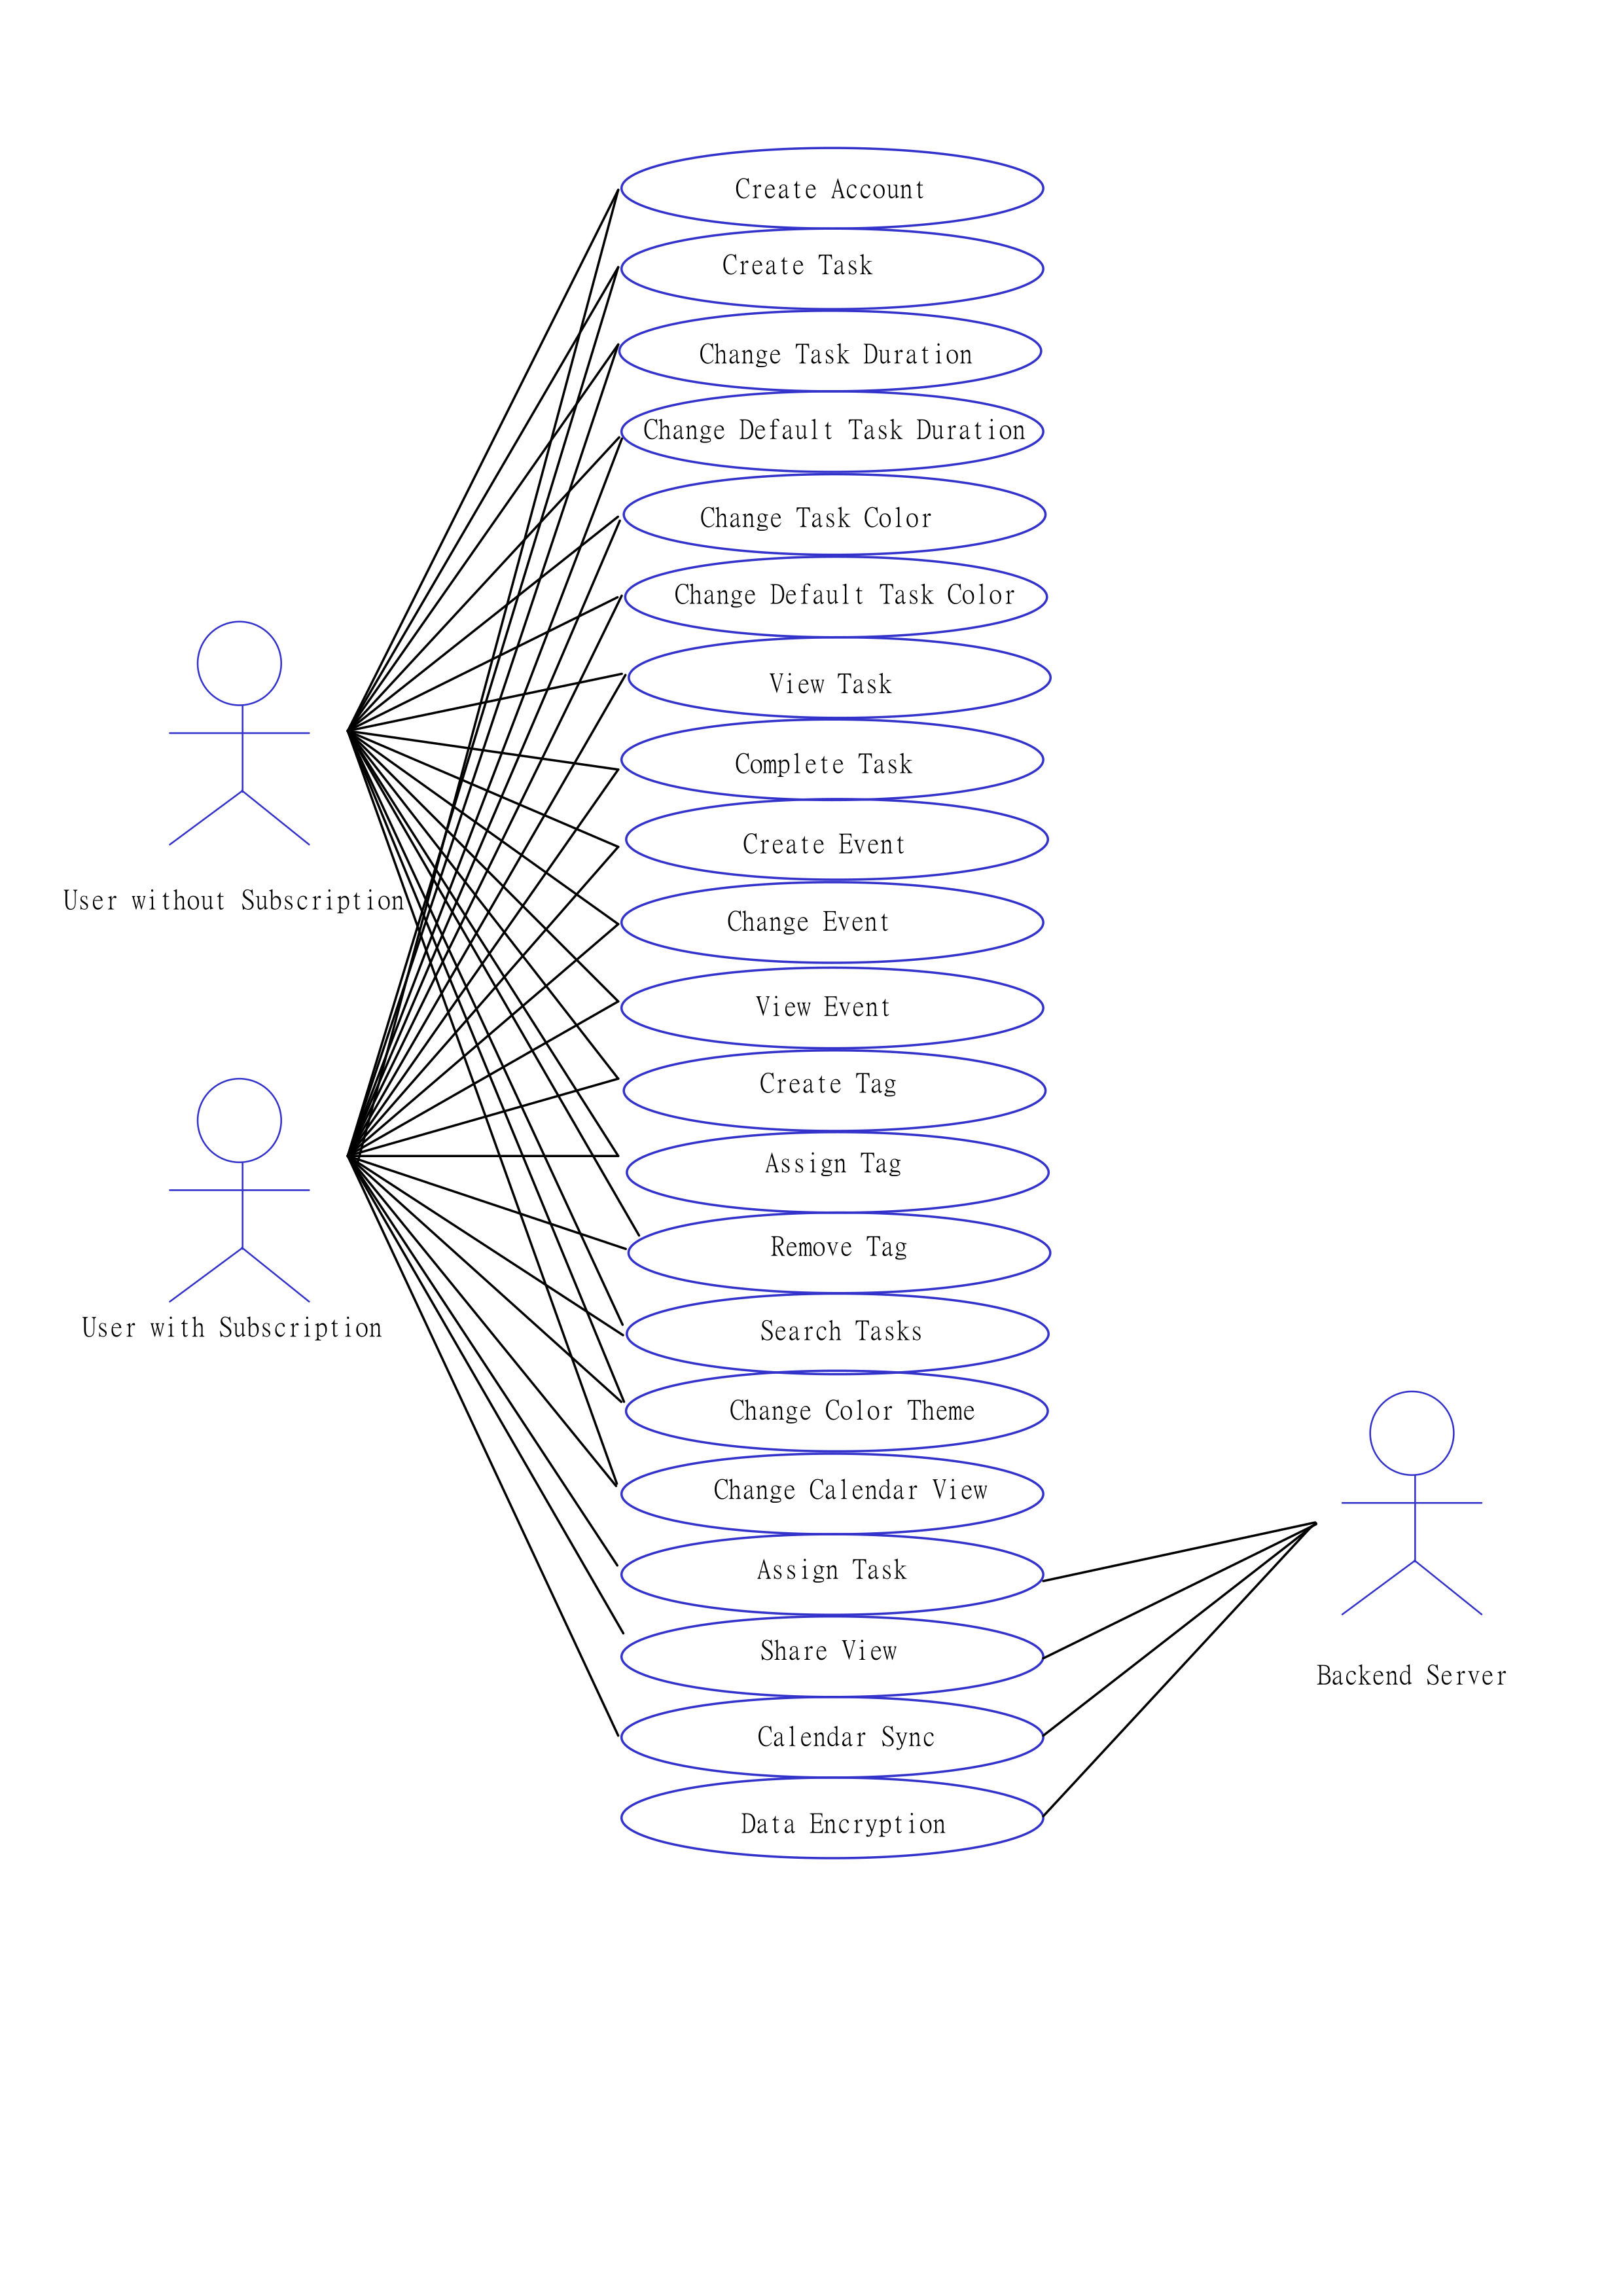 Create Account
Create Task
Change Task Duration
Change Default Task Duration
Change Task Color
Change Default Task Color
View Task
Complete Task
Create Event
User without Subscription
Change Event
View Event
Create Tag
Assign Tag
Remove Tag
User with Subscription
Search Tasks
Change Color Theme
Change Calendar View
Assign Task
Share View
Backend Server
Calendar Sync
Data Encryption